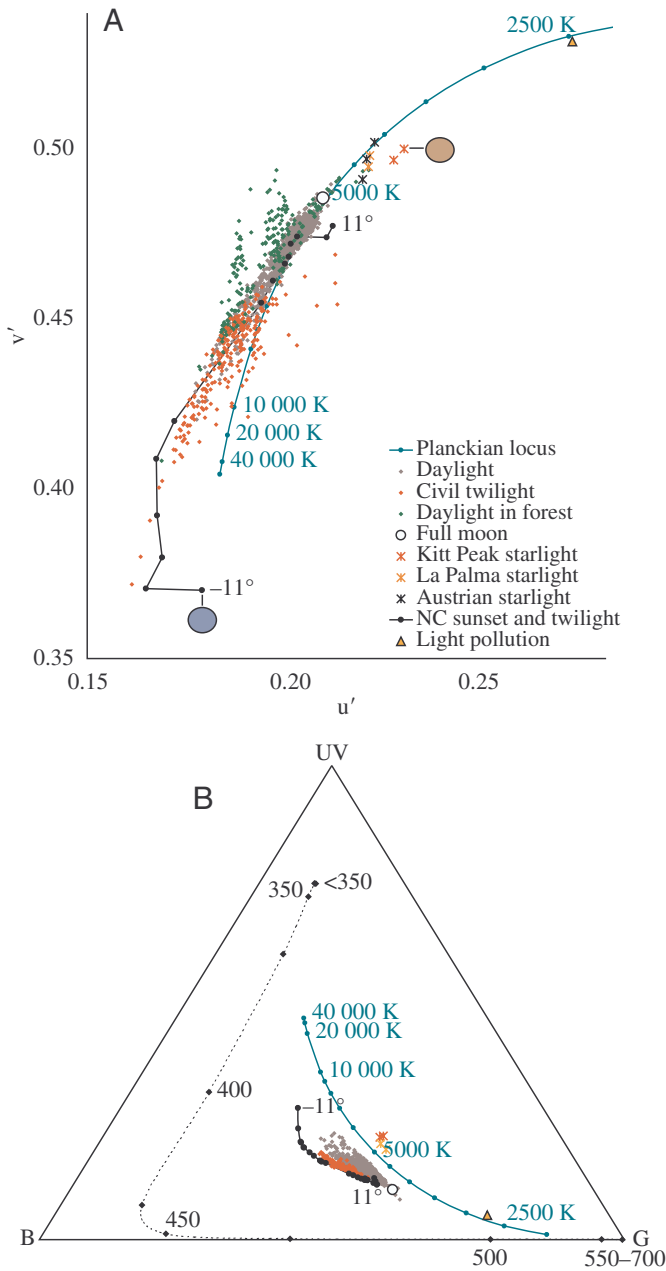 A
2500 K
0.50
5000 K
11°
0.45
v′
10 000 K
20 000 K
40 000 K
Planckian locus
Daylight
Civil twilight
Daylight in forest
Full moon
Kitt Peak starlight
La Palma starlight
Austrian starlight
NC sunset and twilight
Light pollution
0.40
–11°
0.35
0.15
0.20
0.25
u′
UV
B
350
<350
40 000 K
20 000 K
10 000 K
400
–11°
5000 K
11°
2500 K
450
B
G
500
550–700